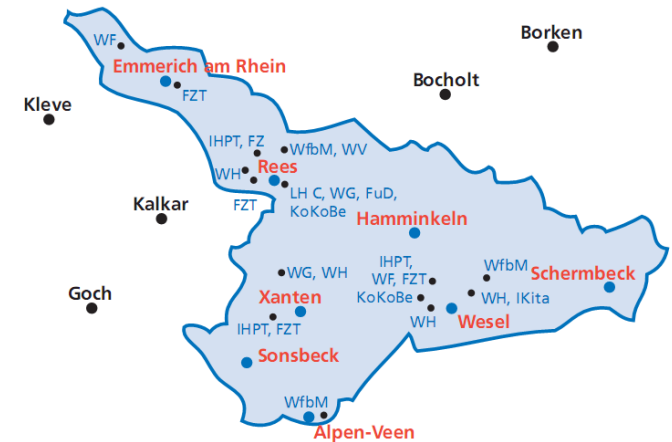 Borken
WF
Emmerich am Rhein
Bocholt
FZT
Kleve
IHPT, FZ
WfbM, WV
Rees
WH
LH C, WG, FuD,
KoKoBe
FZT
Kalkar
Hamminkeln
IHPT,
WF, FZT
KoKoBe
WH
WfbM
Schermbeck
WG, WH
WH, IKita
Goch
Xanten
Wesel
IHPT, FZT
Sonsbeck
WfbM
Alpen-Veen